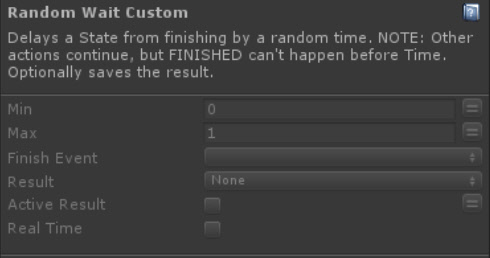 Random Wait Custom
Delays a State from finishing by a random time. NOTE: Other
actions continue, but FINISHED can't happen before Time.
Optionally saves the result.
Min 0
Max 1
Finish Event
Result None
Active Result
Real Time